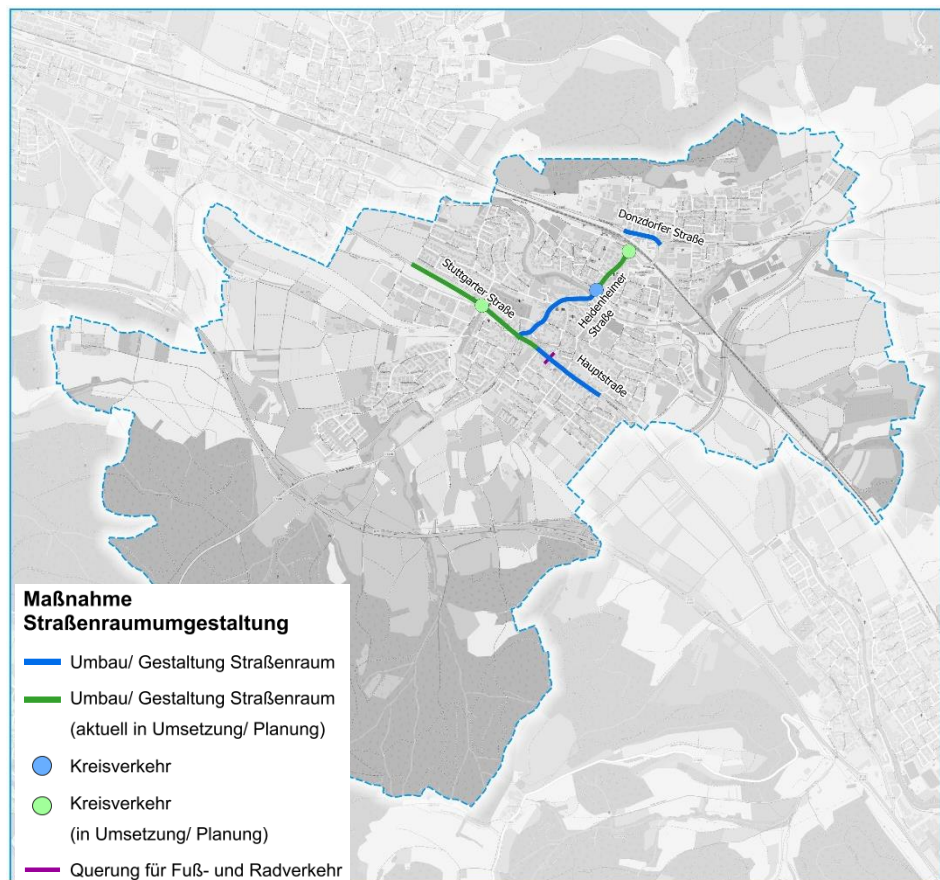 Donzdorfer Straße
Stuttgarter Straße
Heidenheimer
Straße
Hauptstraße
Maßnahme
Straßenraumumgestaltung
Umbau/ Gestaltung Straßenraum
Umbau/ Gestaltung Straßenraum
(aktuell in Umsetzung/ Planung)
Kreisverkehr
Kreisverkehr
(in Umsetzung/ Planung)
Querung für Fuß- und Radverkehr